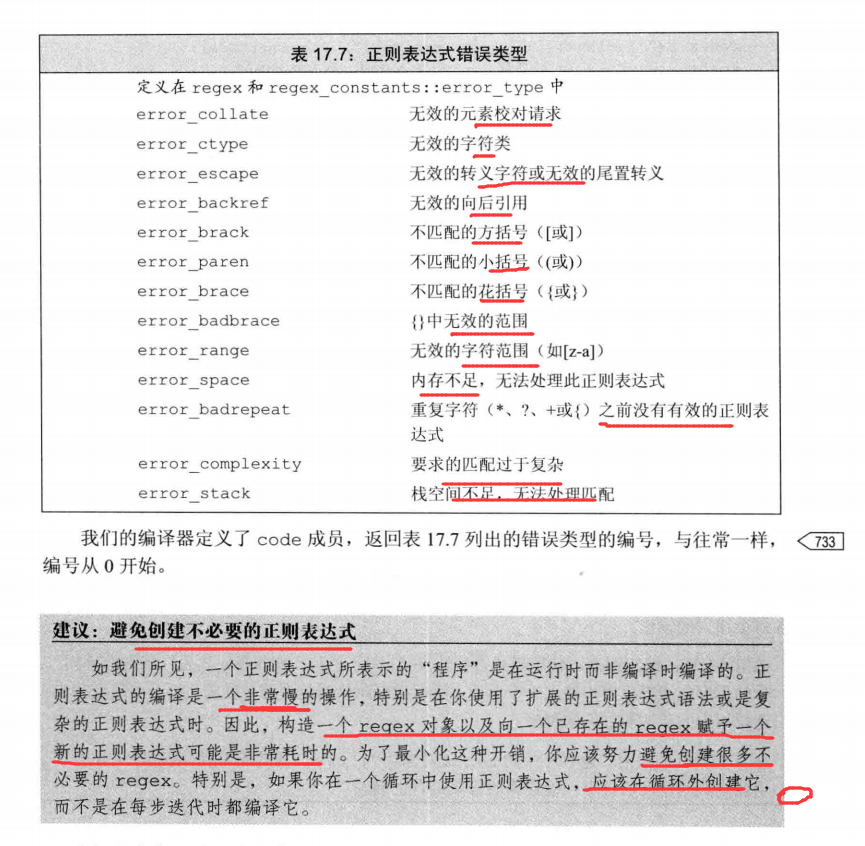 表 17.7：正则表达式错误类型
定义在 regex 和 regex_constants::error_type 中
error_collate 无效的元素校对请求
error_ctype 无效的字符类
error_escape 无效的转义字符或无效的尾置转义
error_backref 无效的向后引用
error_brack 不匹配的方括号（[或]）
error_paren 不匹配的小括号（(或)）
error_brace 不匹配的花括号（{或}）
error_badbrace {}中无效的范围
error_range 无效的字符范围（如[z-a]）
error_space 内存不足，无法处理此正则表达式
error_badrepeat 重复字符（*、?、+或{）之前没有有效的正则表
达式
error_complexity 要求的匹配过于复杂
error_stack 栈空间不足，无法处理匹配
我们的编译器定义了 code 成员，返回表 17.7 列出的错误类型的编号，与往常一样， 733
编号从 0 开始。
建议：避免创建不必要的正则表达式
如我们所见，一个正则表达式所表示的“程序”是在运行时而非编译时编译的。正
则表达式的编译是一个非常慢的操作，特别是在你使用了扩展的正则表达式语法或是复
杂的正则表达式时。因此，构造一个 regex 对象以及向一个已存在的 regex 赋予一个
新的正则表达式可能是非常耗时的。为了最小化这种开销，你应该努力避免创建很多不
必要的 regex。特别是，如果你在一个循环中使用正则表达式，应该在循环外创建它，
而不是在每步迭代时都编译它。